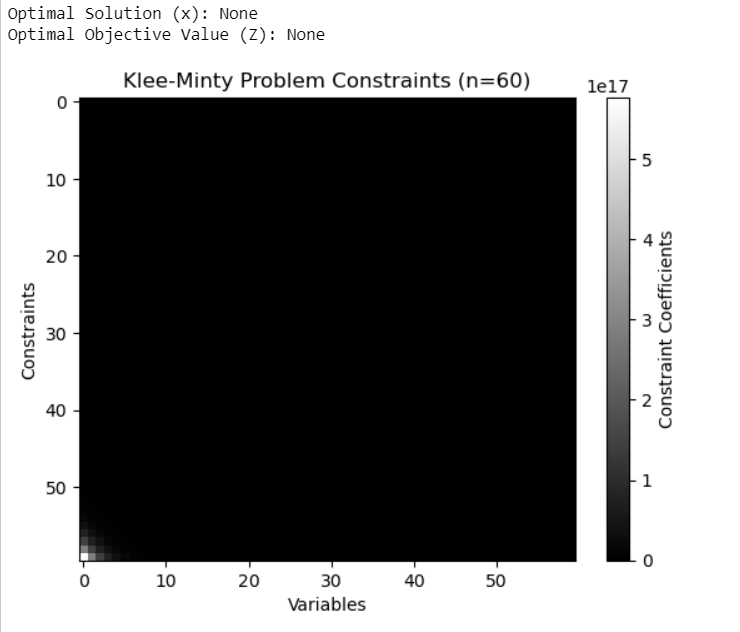 Optimal Solution (x): None
Optimal Objective Value (Z): None
Klee-Minty Problem Constraints (n=60)
1e17
0
10
20
30
40
50
Constraints
0 10 20 30 40 50
Variables
5
4
3
2
1
0
Constraint Coefficients